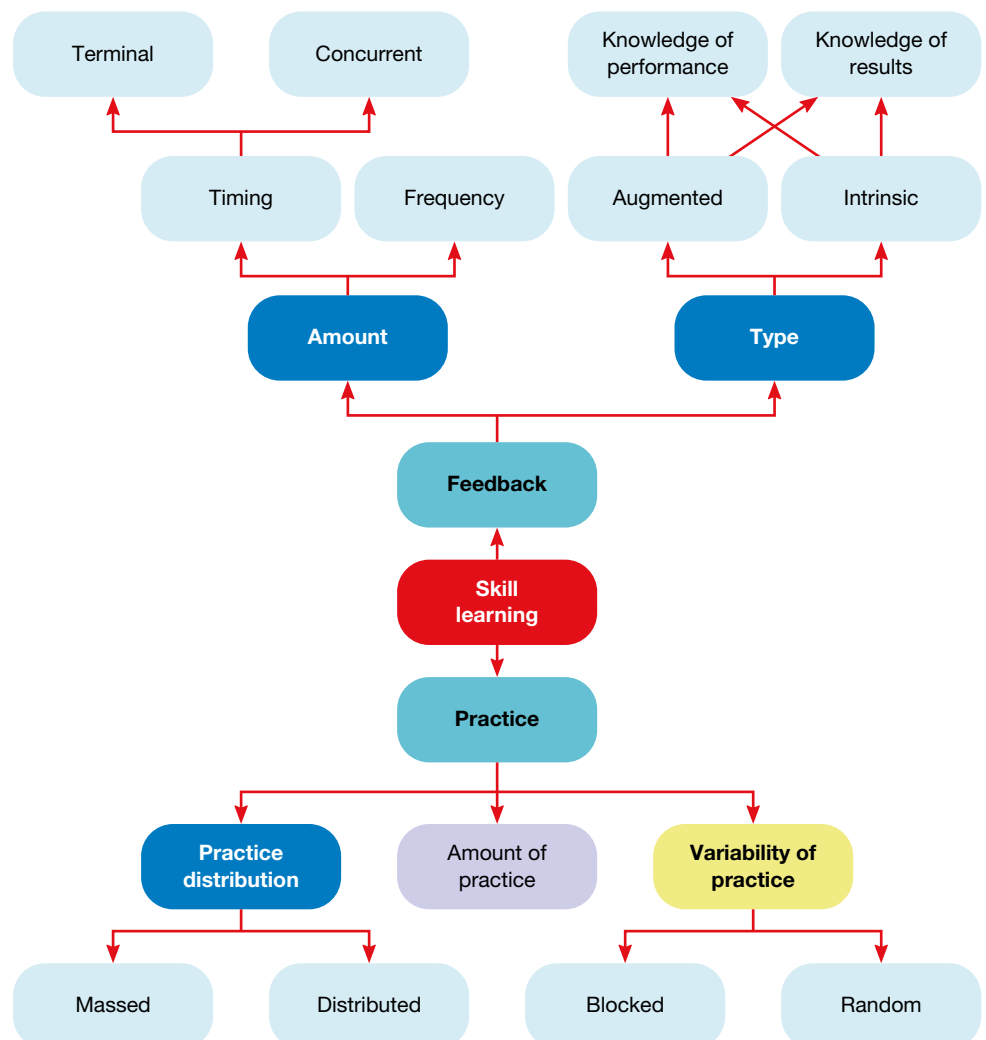 Terminal
Concurrent
Knowledge of
performance
Knowledge of
results
Timing
Frequency
Augmented
Intrinsic
Amount
Type
Feedback
Skill
learning
Practice
Practice
distribution
Amount of
practice
Variability of
practice
Massed
Distributed
Blocked
Random